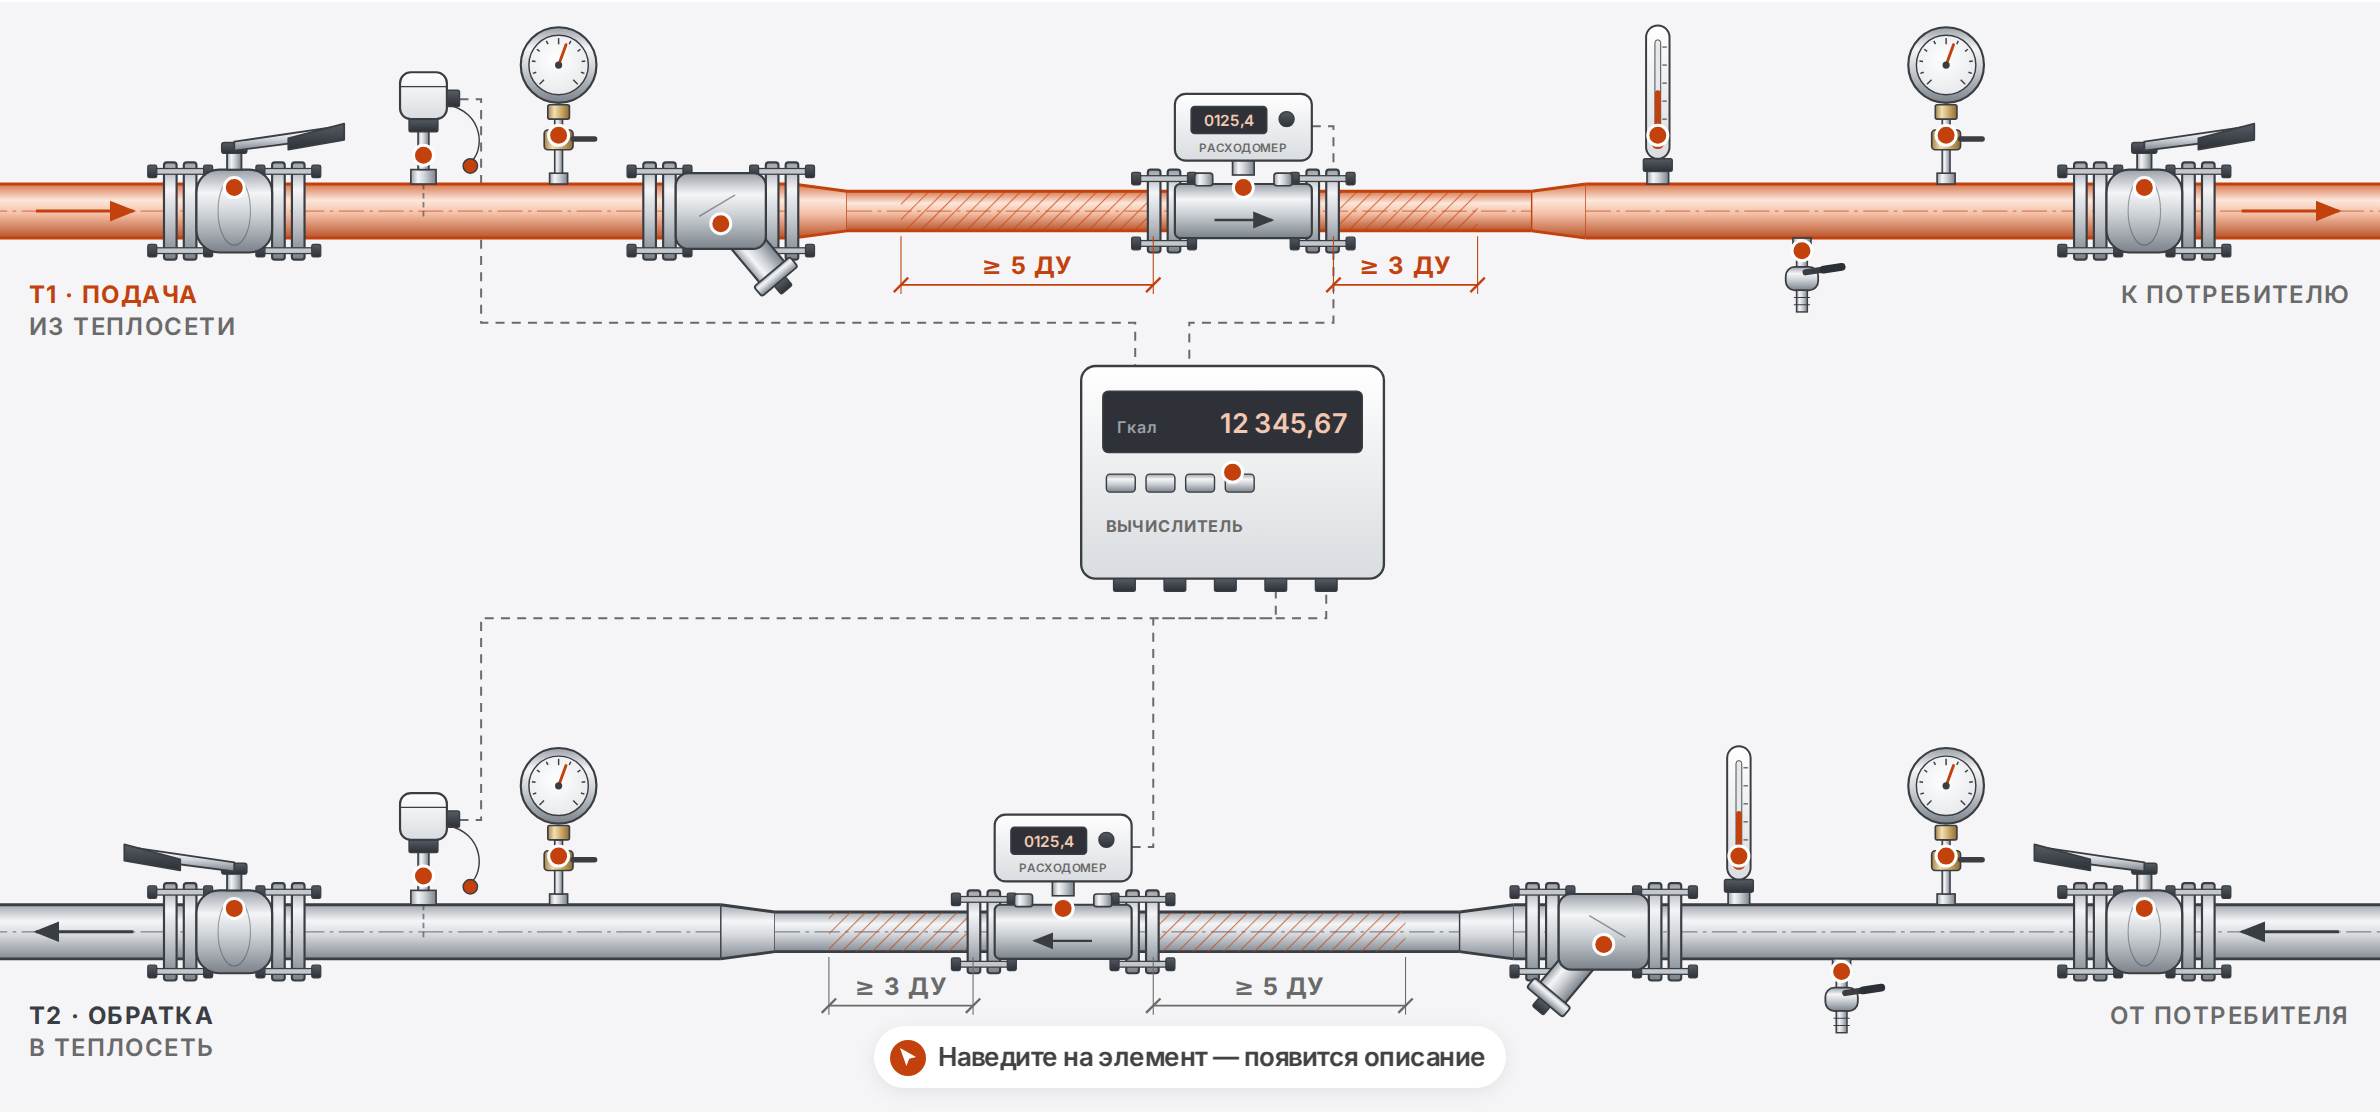 0125,4
РАСХОДОМЕР
≥ 5 ДУ
≥ 3 ДУ
Т1 · ПОДАЧА
ИЗ ТЕПЛОСЕТИ
К ПОТРЕБИТЕЛЮ
Гкал 12 345,67
ВЫЧИСЛИТЕЛЬ
0125,4
РАСХОДОМЕР
≥ 3 ДУ
≥ 5 ДУ
Т2 · ОБРАТКА
В ТЕПЛОСЕТЬ
ОТ ПОТРЕБИТЕЛЯ
Наведите на элемент — появится описание